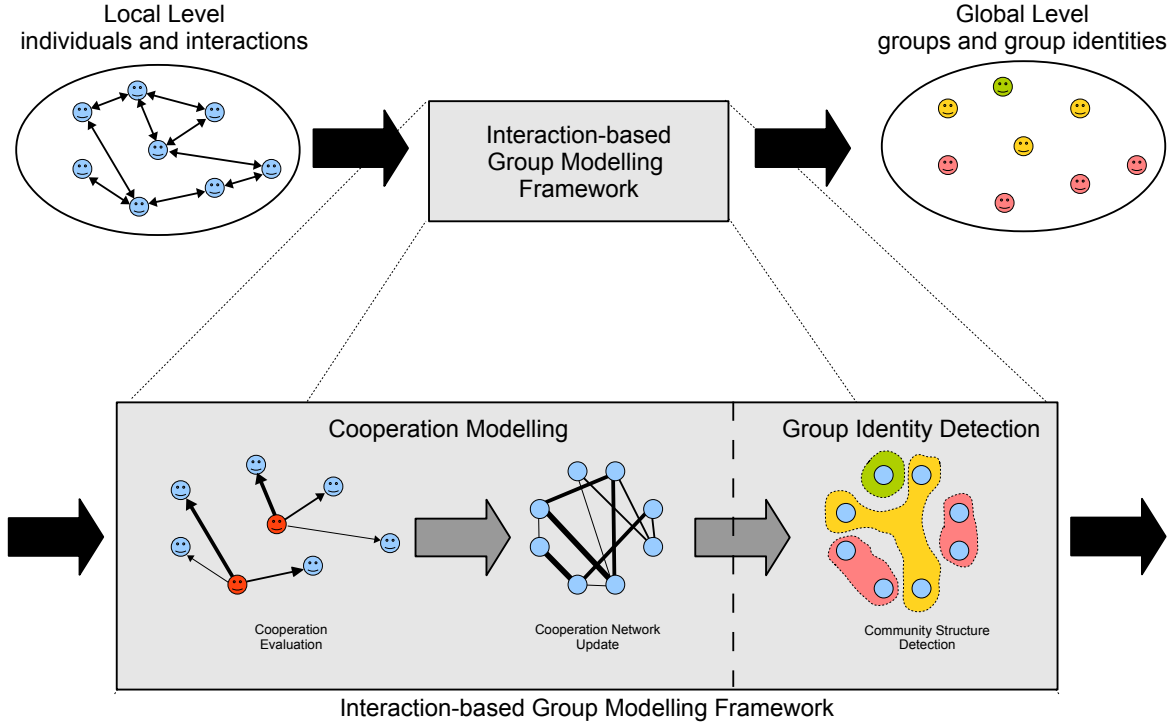 Local Level
individuals and interactions
Global Level
groups and group identities
Interaction-based
Group Modelling
Framework
Cooperation Modelling
Group Identity Detection
Cooperation
Evaluation
Cooperation Network
Update
Community Structure
Detection
Interaction-based Group Modelling Framework